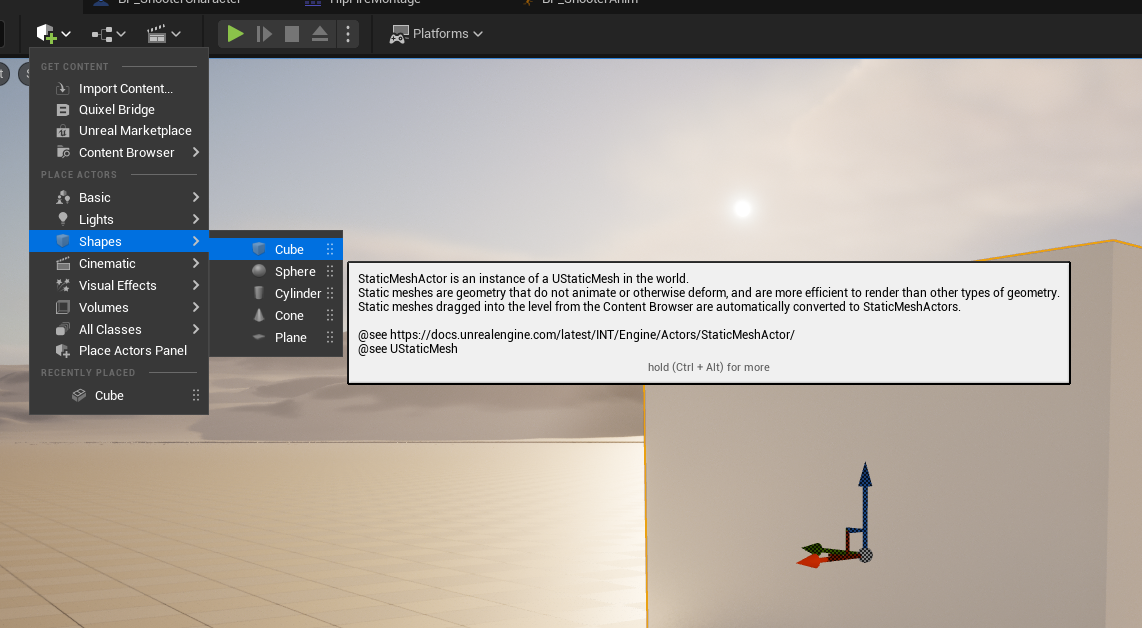 BP_ShooterCharacter
HipFireMontage
BP_ShooterAnim
Platforms
GET CONTENT
Import Content...
Quixel Bridge
Unreal Marketplace
Content Browser
PLACE ACTORS
Basic
Lights
Shapes
Cinematic
Visual Effects
Volumes
All Classes
Place Actors Panel
RECENTLY PLACED
Cube
Cube
Sphere
Cylinder
Cone
Plane
StaticMeshActor is an instance of a UStaticMesh in the world.
Static meshes are geometry that do not animate or otherwise deform, and are more efficient to render than other types of geometry.
Static meshes dragged into the level from the Content Browser are automatically converted to StaticMeshActors.
@see https://docs.unrealengine.com/latest/INT/Engine/Actors/StaticMeshActor/
@see UStaticMesh
hold (Ctrl + Alt) for more